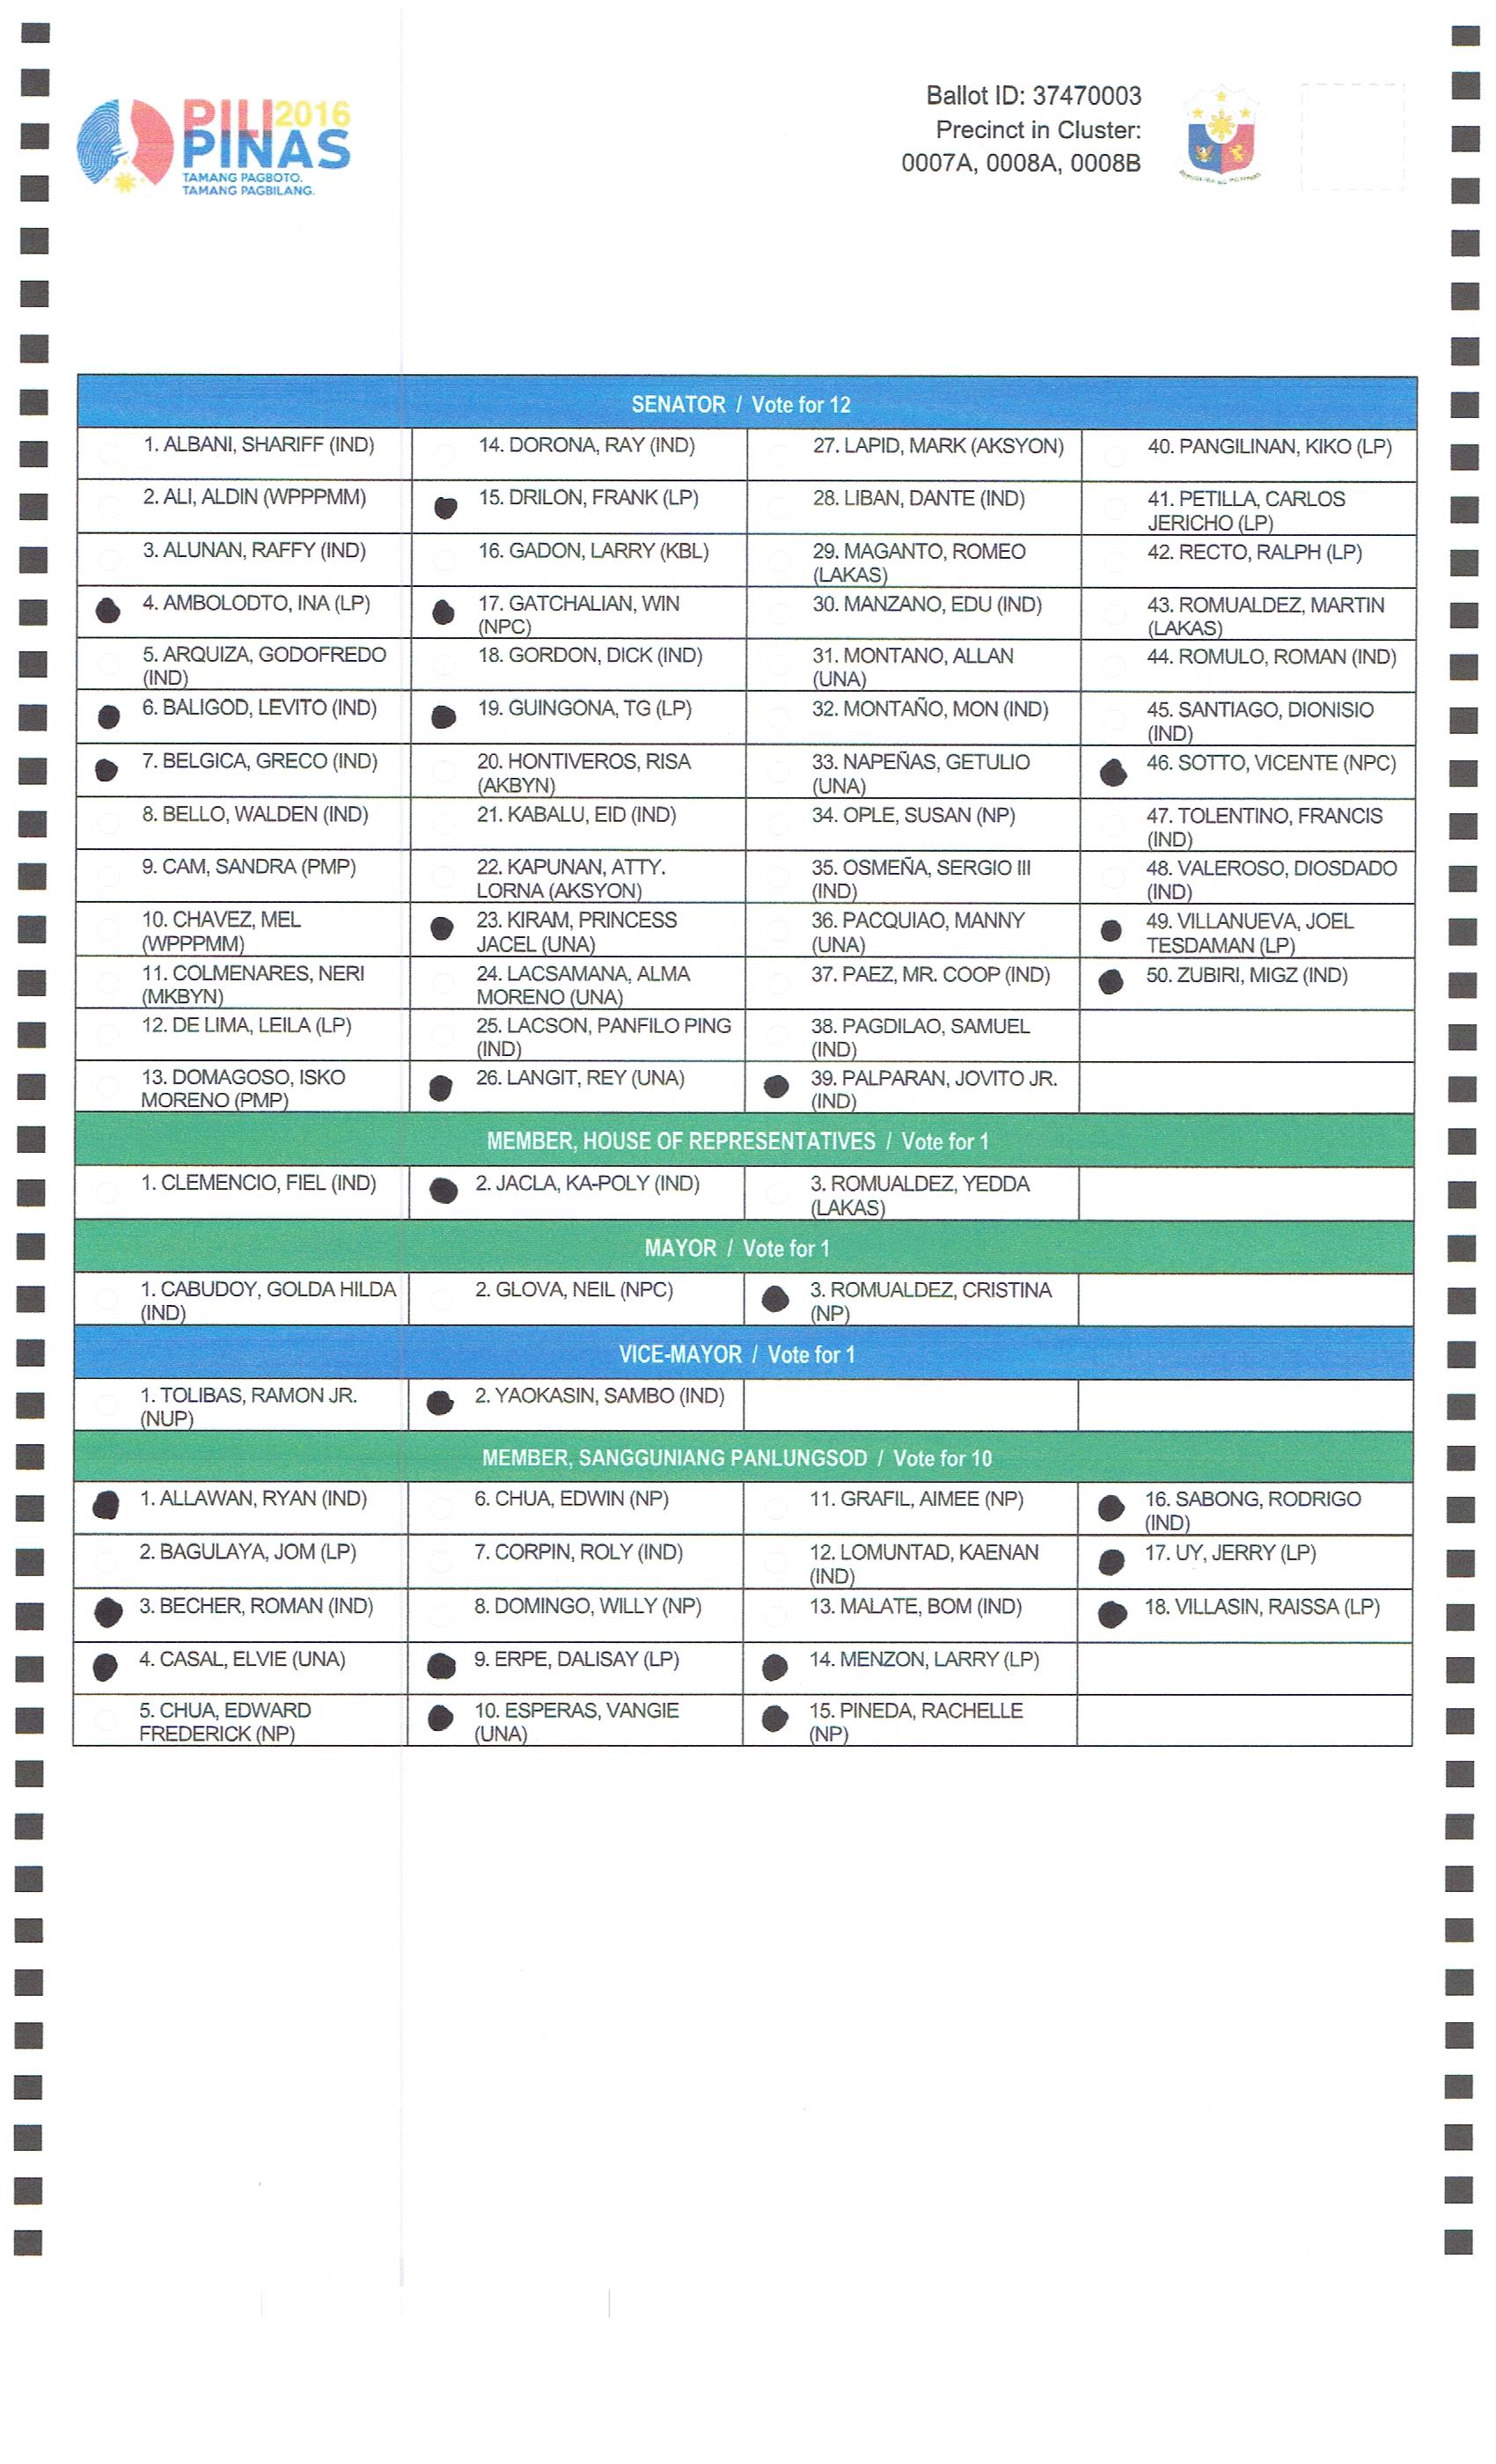 PILI 2016
PINAS
TAMANG PAGBOTO.
TAMANG PAGBILANG.
Ballot ID: 37470003
Precinct in Cluster:
0007A, 0008A, 0008B
SENATOR / Vote for 12
1. ALBANI, SHARIFF (IND)
14. DORONA, RAY (IND)
27. LAPID, MARK (AKSYON)
40. PANGILINAN, KIKO (LP)
2. ALI, ALDIN (WPPPMM)
15. DRILON, FRANK (LP)
28. LIBAN, DANTE (IND)
41. PETILLA, CARLOS
JERICHO (LP)
3. ALUNAN, RAFFY (IND)
16. GADON, LARRY (KBL)
29. MAGANTO, ROMEO
(LAKAS)
42. RECTO, RALPH (LP)
4. AMBOLODTO, INA (LP)
17. GATCHALIAN, WIN
(NPC)
30. MANZANO, EDU (IND)
43. ROMUALDEZ, MARTIN
(LAKAS)
5. ARQUIZA, GODOFREDO
(IND)
18. GORDON, DICK (IND)
31. MONTANO, ALLAN
(UNA)
44. ROMULO, ROMAN (IND)
6. BALIGOD, LEVITO (IND)
19. GUINGONA, TG (LP)
32. MONTAÑO, MON (IND)
45. SANTIAGO, DIONISIO
(IND)
7. BELGICA, GRECO (IND)
20. HONTIVEROS, RISA
(AKBYN)
33. NAPEÑAS, GETULIO
(UNA)
46. SOTTO, VICENTE (NPC)
8. BELLO, WALDEN (IND)
21. KABALU, EID (IND)
34. OPLE, SUSAN (NP)
47. TOLENTINO, FRANCIS
(IND)
9. CAM, SANDRA (PMP)
22. KAPUNAN, ATTY.
LORNA (AKSYON)
35. OSMEÑA, SERGIO III
(IND)
48. VALEROSO, DIOSDADO
(IND)
10. CHAVEZ, MEL
(WPPPMM)
23. KIRAM, PRINCESS
JACEL (UNA)
36. PACQUIAO, MANNY
(UNA)
49. VILLANUEVA, JOEL
TESDAMAN (LP)
11. COLMENARES, NERI
(MKBYN)
24. LACSAMANA, ALMA
MORENO (UNA)
37. PAEZ, MR. COOP (IND)
50. ZUBIRI, MIGZ (IND)
12. DE LIMA, LEILA (LP)
25. LACSON, PANFILO PING
(IND)
38. PAGDILAO, SAMUEL
(IND)
13. DOMAGOSO, ISKO
MORENO (PMP)
26. LANGIT, REY (UNA)
39. PALPARAN, JOVITO JR.
(IND)
MEMBER, HOUSE OF REPRESENTATIVES / Vote for 1
1. CLEMENCIO, FIEL (IND)
2. JACLA, KA-POLY (IND)
3. ROMUALDEZ, YEDDA
(LAKAS)
MAYOR / Vote for 1
1. CABUDOY, GOLDA HILDA
(IND)
2. GLOVA, NEIL (NPC)
3. ROMUALDEZ, CRISTINA
(NP)
VICE-MAYOR / Vote for 1
1. TOLIBAS, RAMON JR.
(NUP)
2. YAOKASIN, SAMBO (IND)
MEMBER, SANGGUNIANG PANLUNGSOD / Vote for 10
1. ALLAWAN, RYAN (IND)
6. CHUA, EDWIN (NP)
11. GRAFIL, AIMEE (NP)
16. SABONG, RODRIGO
(IND)
2. BAGULAYA, JOM (LP)
7. CORPIN, ROLY (IND)
12. LOMUNTAD, KAENAN
(IND)
17. UY, JERRY (LP)
3. BECHER, ROMAN (IND)
8. DOMINGO, WILLY (NP)
13. MALATE, BOM (IND)
18. VILLASIN, RAISSA (LP)
4. CASAL, ELVIE (UNA)
9. ERPE, DALISAY (LP)
14. MENZON, LARRY (LP)
5. CHUA, EDWARD
FREDERICK (NP)
10. ESPERAS, VANGIE
(UNA)
15. PINEDA, RACHELLE
(NP)